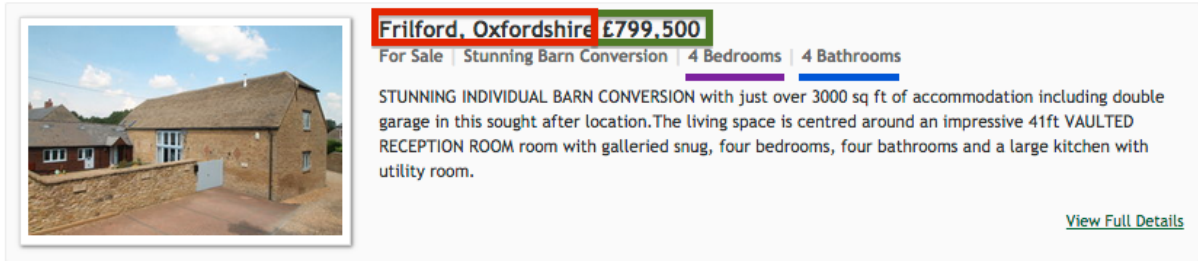 Frilford, Oxfordshire £799,500
For Sale | Stunning Barn Conversion | 4 Bedrooms | 4 Bathrooms
STUNNING INDIVIDUAL BARN CONVERSION with just over 3000 sq ft of accommodation including double
garage in this sought after location.The living space is centred around an impressive 41ft VAULTED
RECEPTION ROOM room with galleried snug, four bedrooms, four bathrooms and a large kitchen with
utility room.
View Full Details